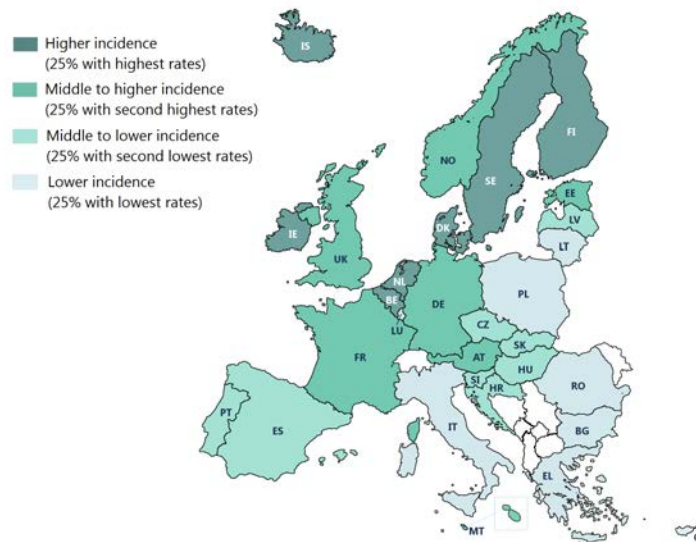 Higher incidence
(25% with highest rates)
Middle to higher incidence
(25% with second highest rates)
Middle to lower incidence
(25% with second lowest rates)
Lower incidence
(25% with lowest rates)
IS
FI
NO
SE
EE
LV
LT
DK
IE
UK
NL
BE
LU
DE
PL
CZ
SK
FR
AT
HU
SI
HR
RO
BG
IT
PT
ES
EL
MT